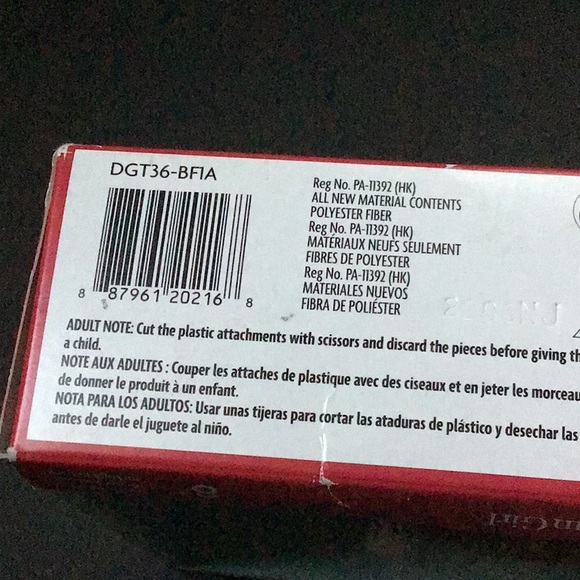 DGT36-BF1A
8 87961 20216 8
Reg No. PA-11392 (HK)
ALL NEW MATERIAL CONTENTS
POLYESTER FIBER
Reg No. PA-11392 (HK)
MATÉRIAUX NEUFS SEULEMENT
FIBRES DE POLYESTER
Reg No. PA-11392 (HK)
MATERIALES NUEVOS
FIBRA DE POLIÉSTER
ADULT NOTE: Cut the plastic attachments with scissors and discard the pieces before giving th
a child.
NOTE AUX ADULTES : Couper les attaches de plastique avec des ciseaux et en jeter les morceau
de donner le produit à un enfant.
NOTA PARA LOS ADULTOS: Usar unas tijeras para cortar las ataduras de plástico y desechar las
antes de darle el juguete al niño.